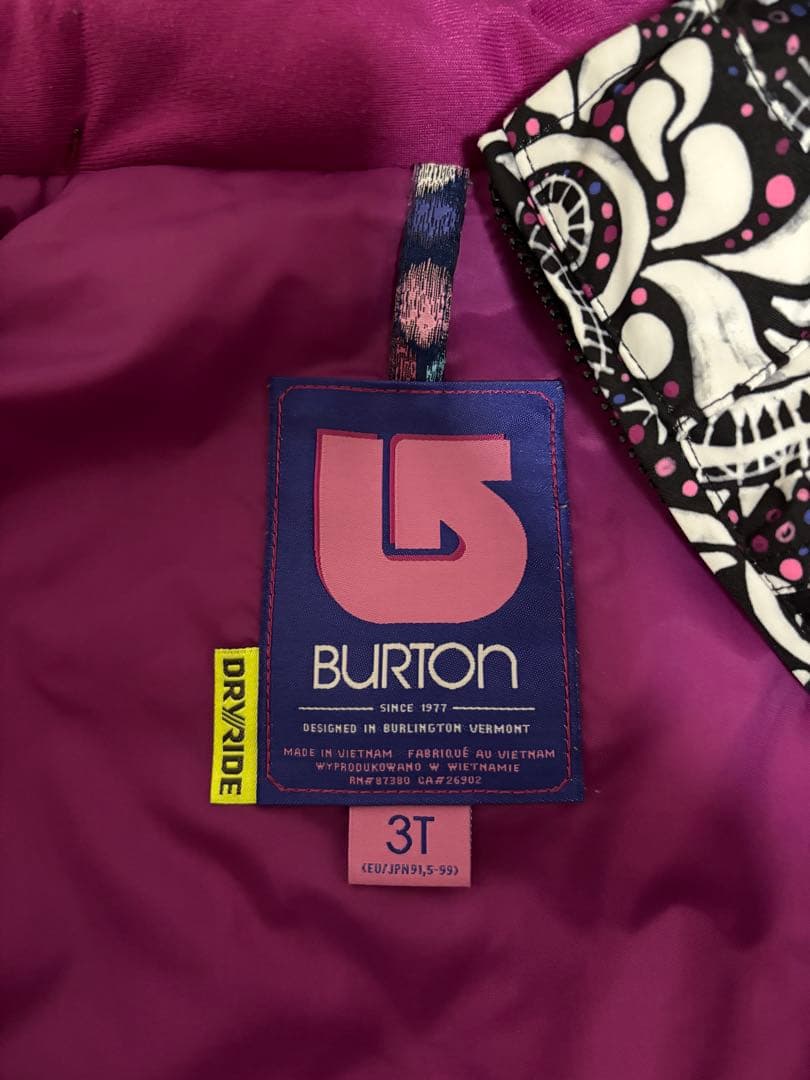 BURTON
SINCE 1977
DESIGNED IN BURLINGTON VERMONT
MADE IN VIETNAM FABRIQUÉ AU VIETNAM
WYPRODUKOWANO W WIETNAMIE
RN#87380 CA#26902
DRY//RIDE
3T
<EU/JPN91,5-99>